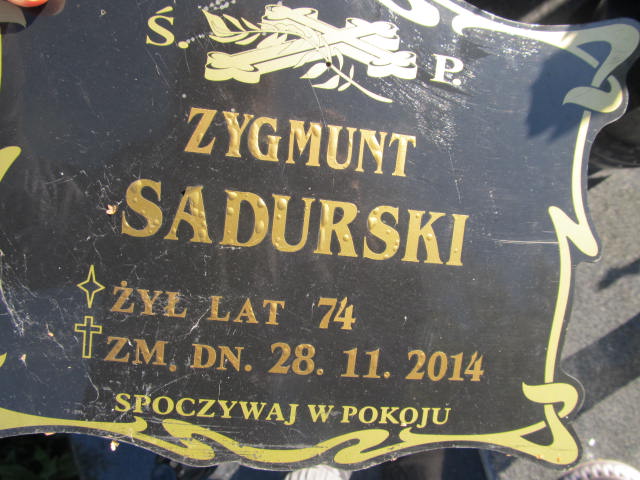 Ś. P.
ZYGMUNT
SADURSKI
ŻYŁ LAT 74
ZM. DN. 28. 11. 2014
SPOCZYWAJ W POKOJU